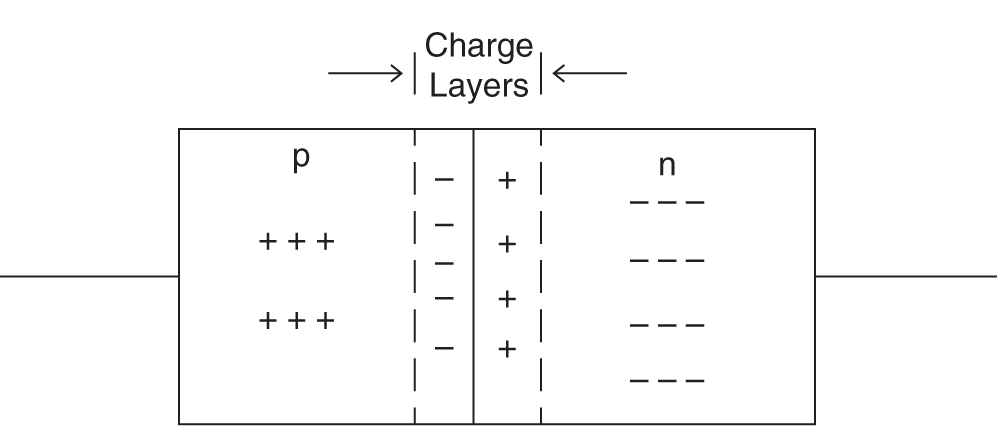 Charge
Layers
p
n
− +
− − −
−
+ + + +
− − − −
−
− +
+ + +
− − −
− +
− − −